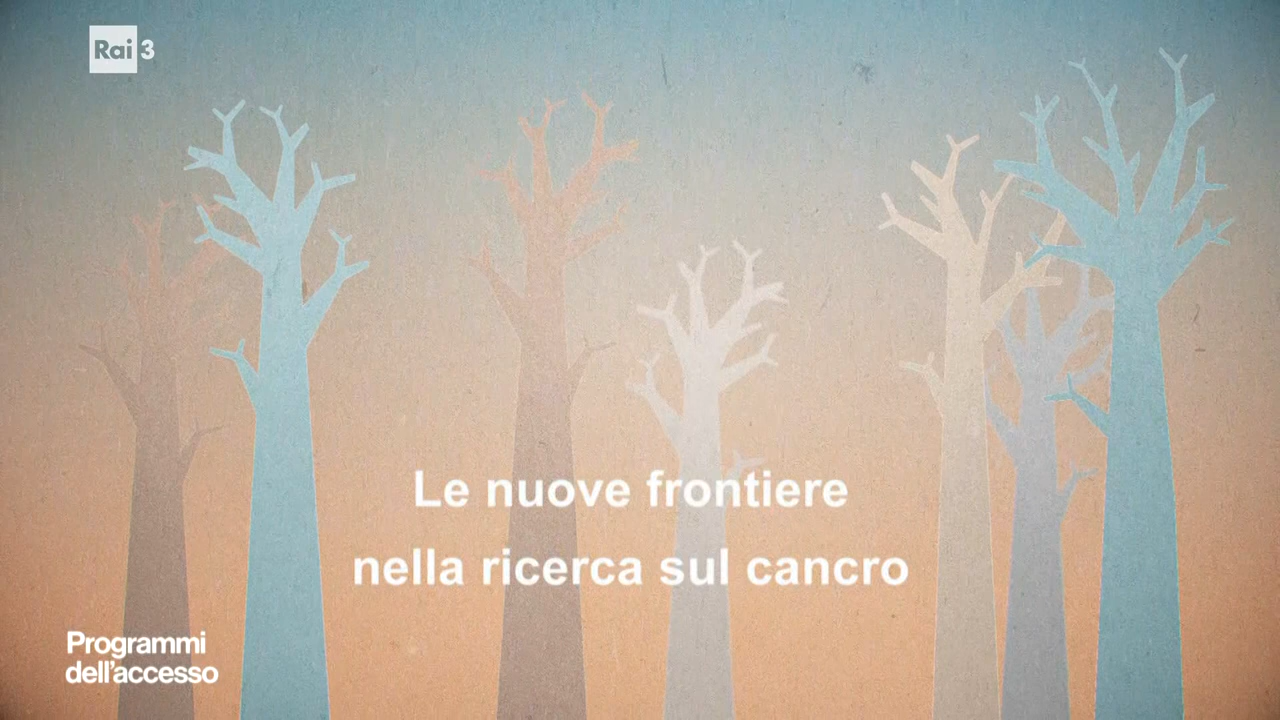 Rai 3
Le nuove frontiere
nella ricerca sul cancro
Programmi
dell'accesso